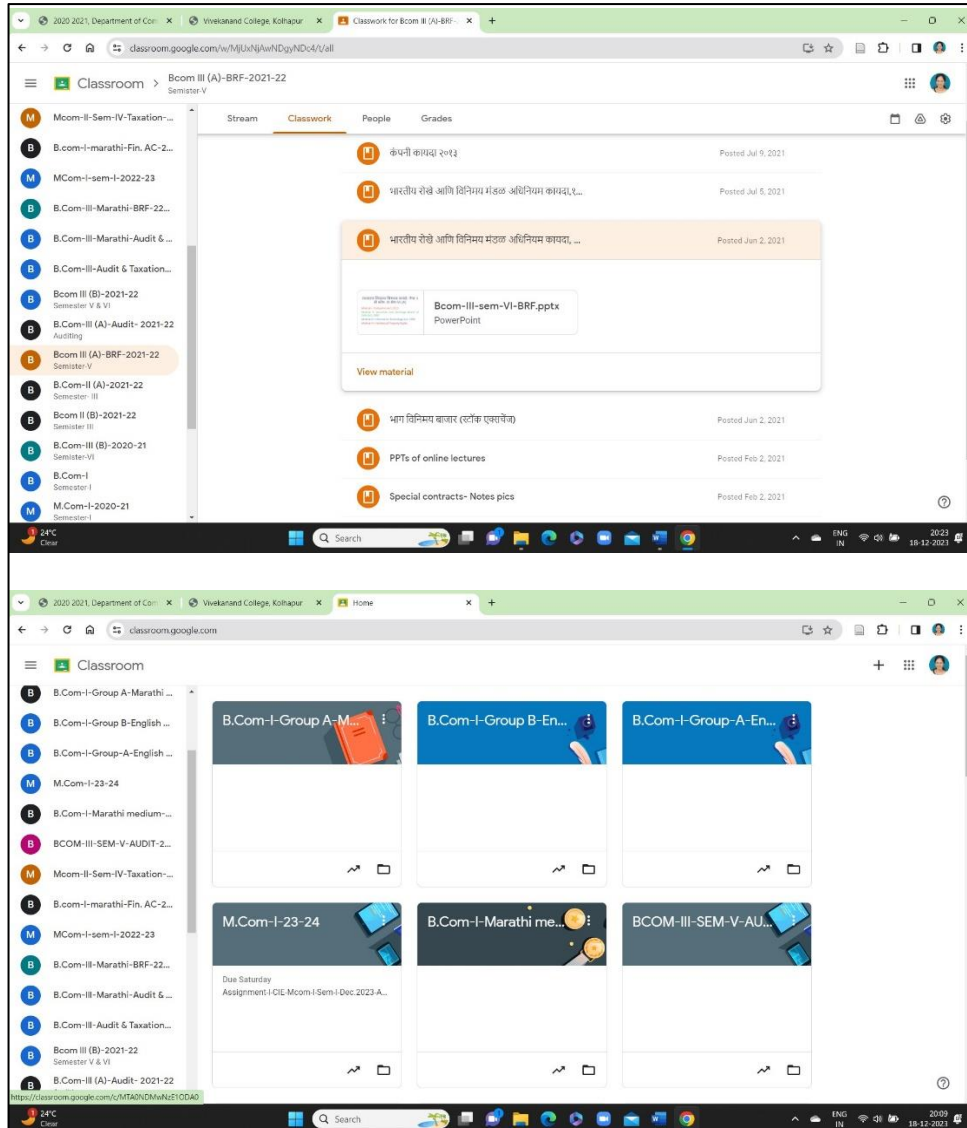 2020 2021, Department of Com
Vivekanand College, Kolhapur
Classwork for Bcom III (A)-BRF-
classroom.google.com/w/MjUxNjAwNDgyNDc4/t/all
Classroom > Bcom III (A)-BRF-2021-22
Semister-V
Stream Classwork People Grades
M Mcom-II-Sem-IV-Taxation-...
B B.com-I-marathi-Fin. AC-2...
M MCom-I-sem-I-2022-23
B B.Com-III-Marathi-BRF-22...
B B.Com-III-Marathi-Audit & ...
B B.Com-III-Audit & Taxation...
B Bcom III (B)-2021-22
Semester V & VI
B B.Com-III (A)-Audit- 2021-22
Auditing
B Bcom III (A)-BRF-2021-22
Semister-V
B B.Com-II (A)-2021-22
Semester- III
B Bcom II (B)-2021-22
Semister III
B B.Com-III (B)-2020-21
Semister-VI
B B.Com-I
Semester-I
M M.Com-I-2020-21
Semester-I
कंपनी कायदा २०१३ Posted Jul 9, 2021
भारतीय रोखे आणि विनिमय मंडळ अधिनियम कायदा,१... Posted Jul 5, 2021
भारतीय रोखे आणि विनिमय मंडळ अधिनियम कायदा, ... Posted Jun 2, 2021
Bcom-III-sem-VI-BRF.pptx
PowerPoint
View material
भाग विनिमय बाजार (स्टॉक एक्सचेंज) Posted Jun 2, 2021
PPTs of online lectures Posted Feb 2, 2021
Special contracts- Notes pics Posted Feb 2, 2021
24°C
Clear
Search
ENG
IN
20:23
18-12-2023
2020 2021, Department of Com
Vivekanand College, Kolhapur
Home
classroom.google.com
Classroom
B B.Com-I-Group A-Marathi ...
B B.Com-I-Group B-English ...
B B.Com-I-Group-A-English ...
M M.Com-I-23-24
B B.Com-I-Marathi medium-...
B BCOM-III-SEM-V-AUDIT-2...
M Mcom-II-Sem-IV-Taxation-...
B B.com-I-marathi-Fin. AC-2...
M MCom-I-sem-I-2022-23
B B.Com-III-Marathi-BRF-22...
B B.Com-III-Marathi-Audit & ...
B B.Com-III-Audit & Taxation...
B Bcom III (B)-2021-22
Semester V & VI
B B.Com-III (A)-Audit- 2021-22
B.Com-I-Group A-M...
B.Com-I-Group B-En...
B.Com-I-Group-A-En...
M.Com-I-23-24
Due Saturday
Assignment-I-CIE-Mcom-I-Sem-I-Dec.2023-A...
B.Com-I-Marathi me...
BCOM-III-SEM-V-AU...
24°C
Clear
Search
ENG
IN
20:09
18-12-2023